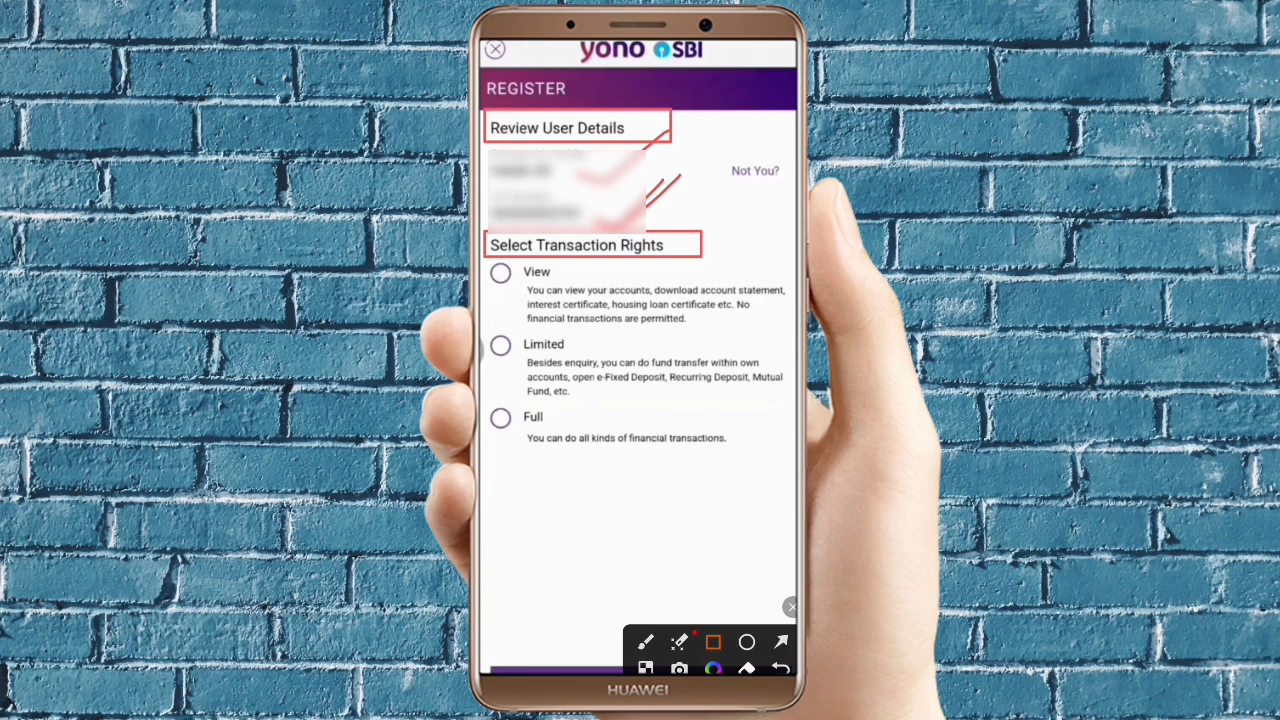 yono SBI
REGISTER
Review User Details
Not You?
Select Transaction Rights
View
You can view your accounts, download account statement,
interest certificate, housing loan certificate etc. No
financial transactions are permitted.
Limited
Besides enquiry, you can do fund transfer within own
accounts, open e-Fixed Deposit, Recurring Deposit, Mutual
Fund, etc.
Full
You can do all kinds of financial transactions.
HUAWEI